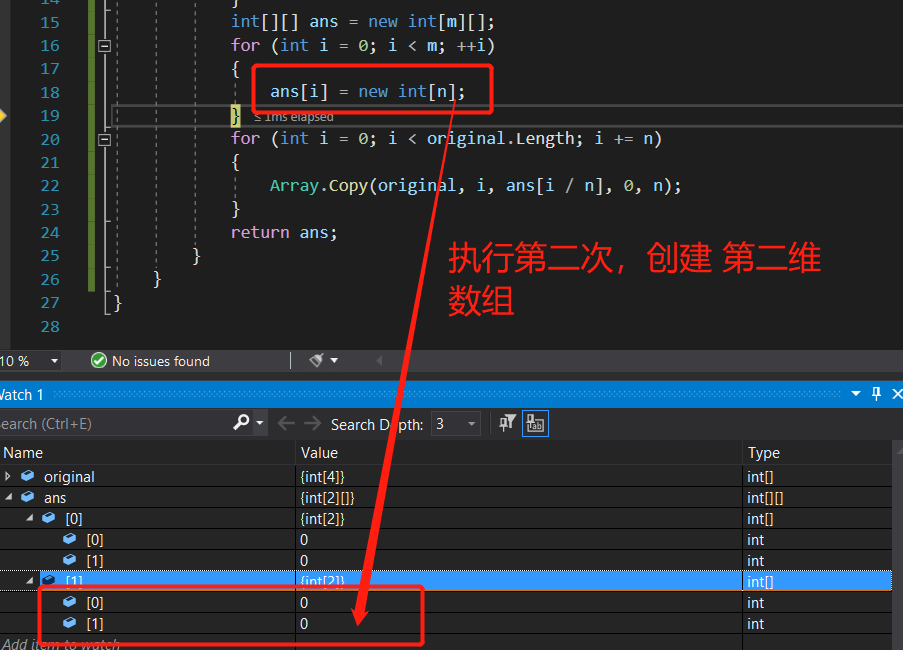 14 }
15 int[][] ans = new int[m][];
16 for (int i = 0; i < m; ++i)
17 {
18 ans[i] = new int[n];
19 } ≤ 1ms elapsed
20 for (int i = 0; i < original.Length; i += n)
21 {
22 Array.Copy(original, i, ans[i / n], 0, n);
23 }
24 return ans;
25 }
26 }
27 }
28
执行第二次，创建 第二维
数组
10 % No issues found
Watch 1
Search (Ctrl+E) Search Depth: 3
Name Value Type
original {int[4]} int[]
ans {int[2][]} int[][]
[0] {int[2]} int[]
[0] 0 int
[1] 0 int
[1] {int[2]} int[]
[0] 0 int
[1] 0 int
Add item to watch